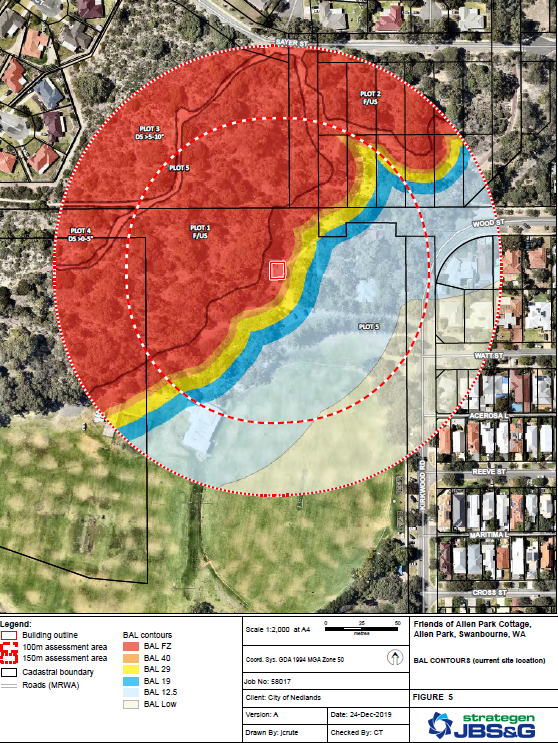 SAYER ST
PLOT 2
F/US
PLOT 3
DS >5-10°
PLOT 5
PLOT 4
DS >0-5°
PLOT 1
F/US
WOOD ST
PLOT 5
WATT ST
ACEROSA L
REEVE ST
KIRKWOOD RD
MARITIMA L
CROSS ST
Legend:
Building outline
100m assessment area
150m assessment area
Cadastral boundary
Roads (MRWA)
BAL contours
BAL FZ
BAL 40
BAL 29
BAL 19
BAL 12.5
BAL Low
Scale 1:2,000 at A4
0 25 50
metres
Coord. Sys. GDA 1994 MGA Zone 50
Job No: 58017
Client: City of Nedlands
Version: A
Date: 24-Dec-2019
Drawn By: jcrute
Checked By: CT
Friends of Allen Park Cottage,
Allen Park, Swanbourne, WA
BAL CONTOURS (current site location)
FIGURE 5
strategen
JBS&G